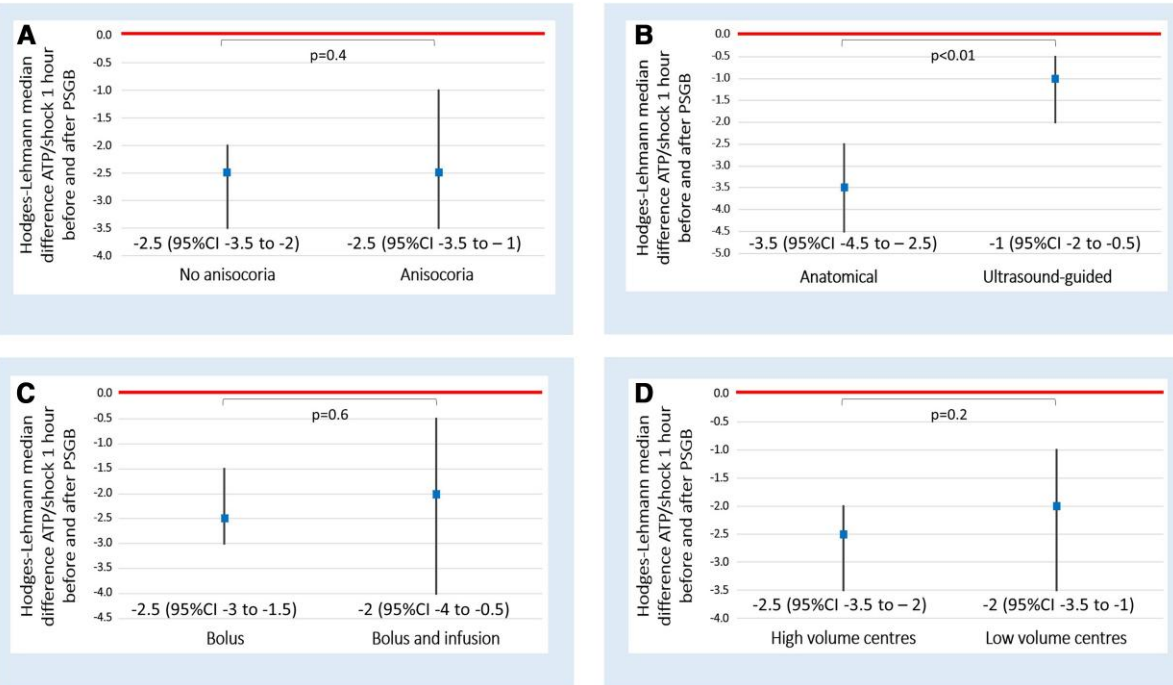 A
Hodges-Lehmann median
difference ATP/shock 1 hour
before and after PSGB
0.0
-0.5
-1.0
-1.5
-2.0
-2.5
-3.0
-3.5
-4.0
p=0.4
-2.5 (95%CI -3.5 to -2)
-2.5 (95%CI -3.5 to – 1)
No anisocoria
Anisocoria
B
Hodges-Lehmann median
difference ATP/shock 1 hour
before and after PSGB
0.0
-0.5
-1.0
-1.5
-2.0
-2.5
-3.0
-3.5
-4.0
-4.5
-5.0
p<0.01
-3.5 (95%CI -4.5 to – 2.5)
-1 (95%CI -2 to -0.5)
Anatomical
Ultrasound-guided
C
Hodges-Lehmann median
difference ATP/shock 1 hour
before and after PSGB
0.0
-0.5
-1.0
-1.5
-2.0
-2.5
-3.0
-3.5
-4.0
-4.5
p=0.6
-2.5 (95%CI -3 to -1.5)
-2 (95%CI -4 to -0.5)
Bolus
Bolus and infusion
D
Hodges-Lehmann median
difference ATP/shock 1 hour
before and after PSGB
0.0
-0.5
-1.0
-1.5
-2.0
-2.5
-3.0
-3.5
-4.0
p=0.2
-2.5 (95%CI -3.5 to – 2)
-2 (95%CI -3.5 to -1)
High volume centres
Low volume centres